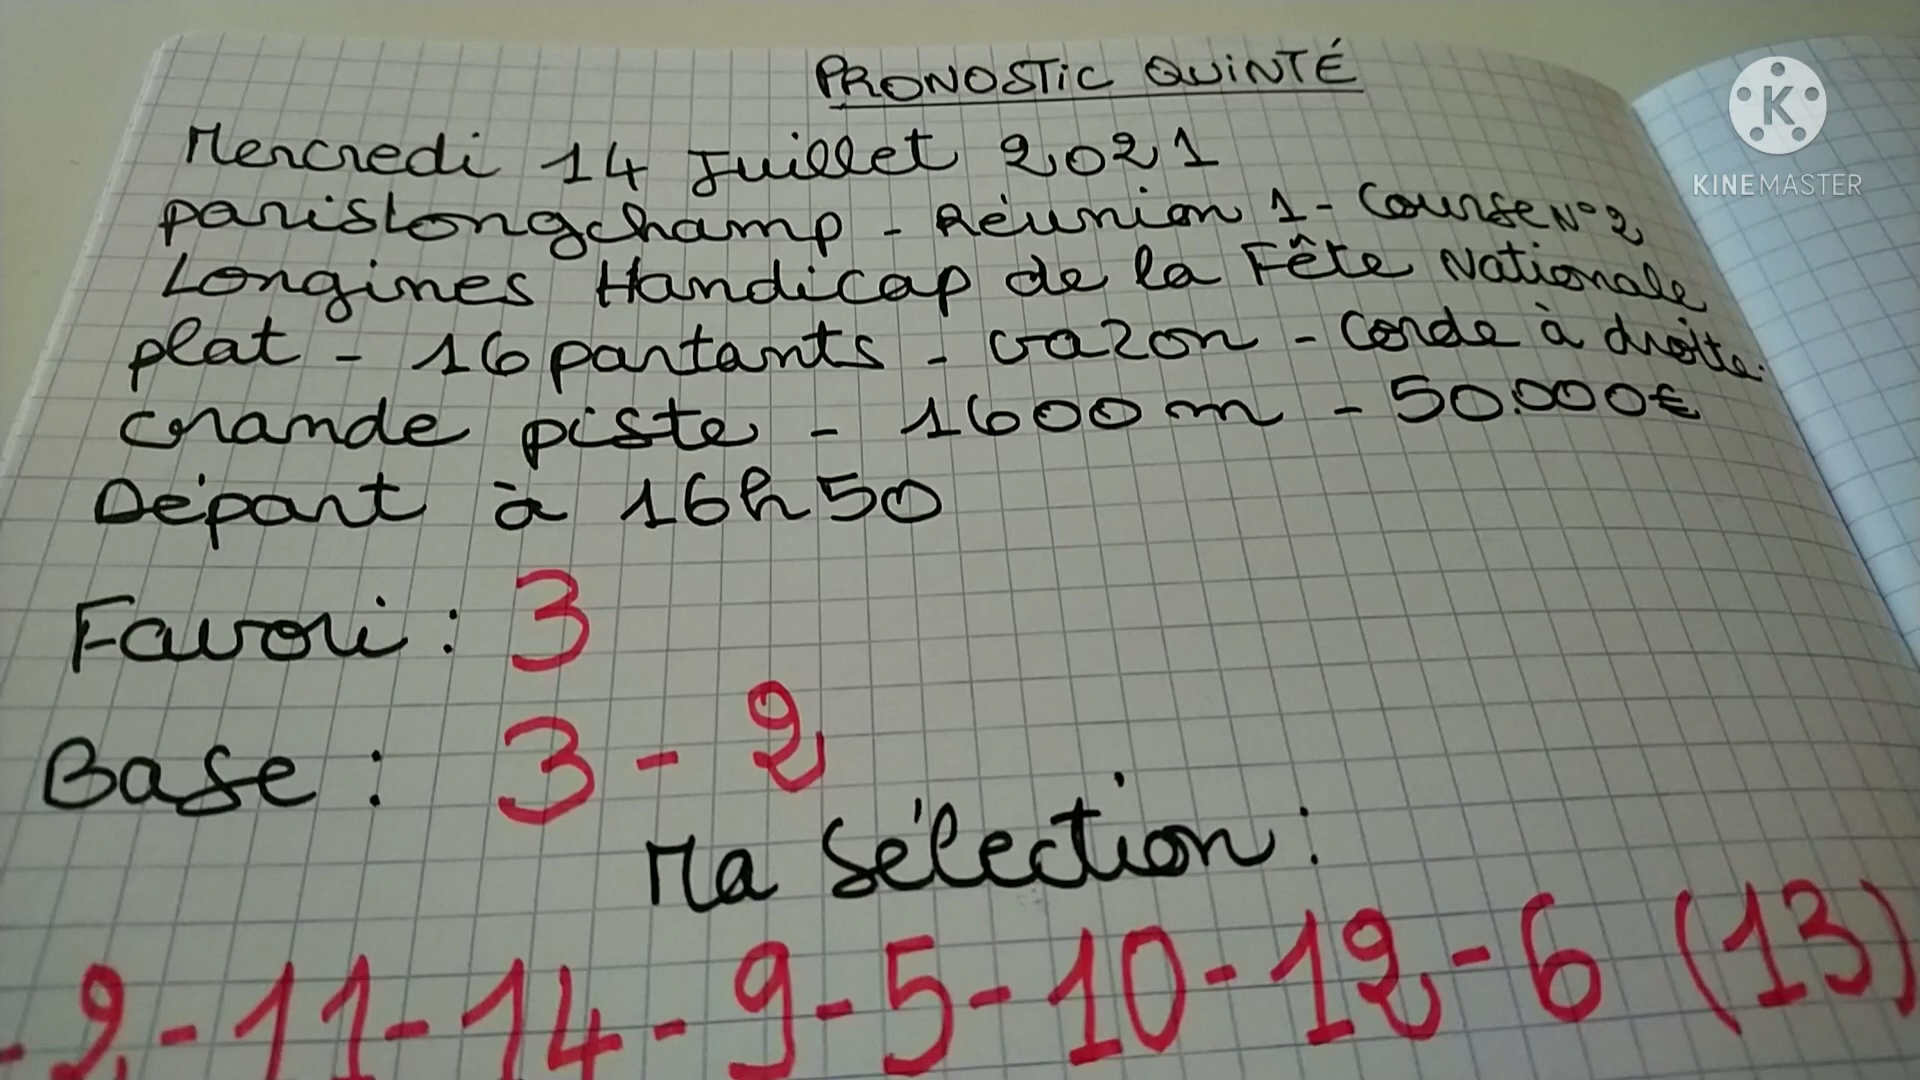 PRONOSTIC QUINTÉ
Mercredi 14 Juillet 2021
parisLongchamp - Réunion 1 - Course N° 2
Longines Handicap de la Fête Nationale
plat - 16 partants - Gazon - Corde à droite.
Grande piste - 1600 m - 50.000€
Départ à 16h50
Favori : 3
Base : 3 - 2
Ma Sélection :
- 2 - 11 - 14 - 9 - 5 - 10 - 12 - 6 (13)
K
KINEMASTER